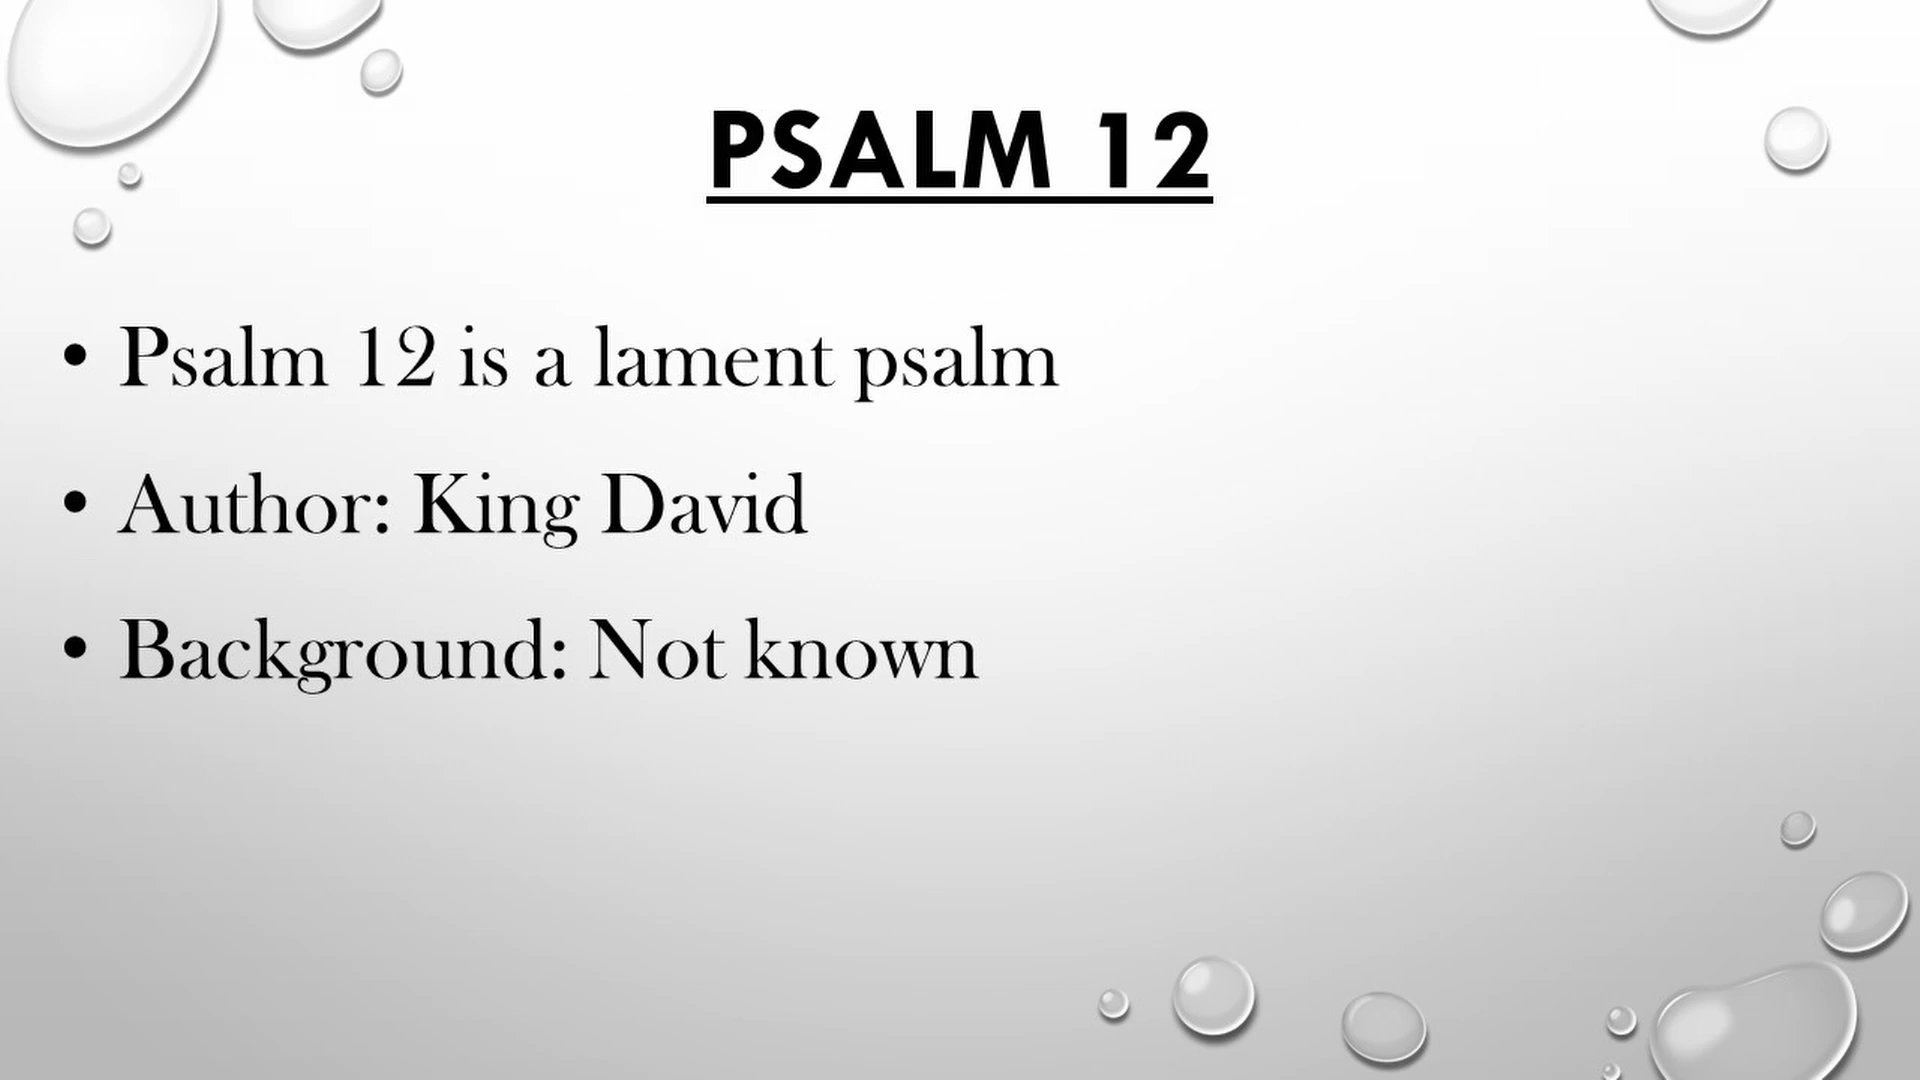 PSALM 12
• Psalm 12 is a lament psalm
• Author: King David
• Background: Not known